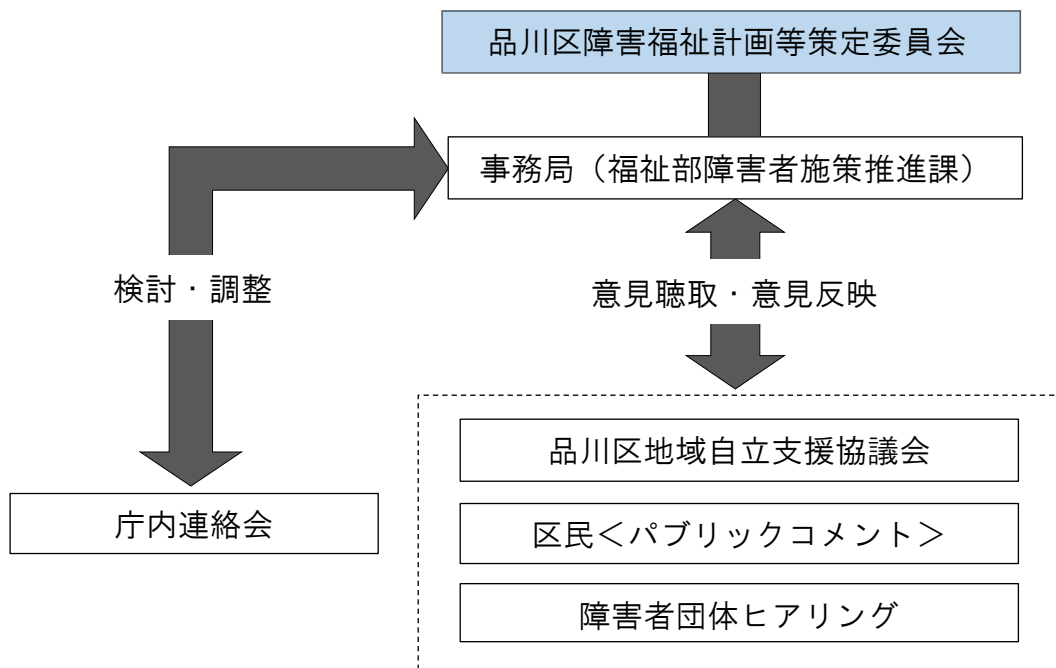 品川区障害福祉計画等策定委員会
事務局（福祉部障害者施策推進課）
検討・調整
意見聴取・意見反映
品川区地域自立支援協議会
庁内連絡会
区民＜パブリックコメント＞
障害者団体ヒアリング